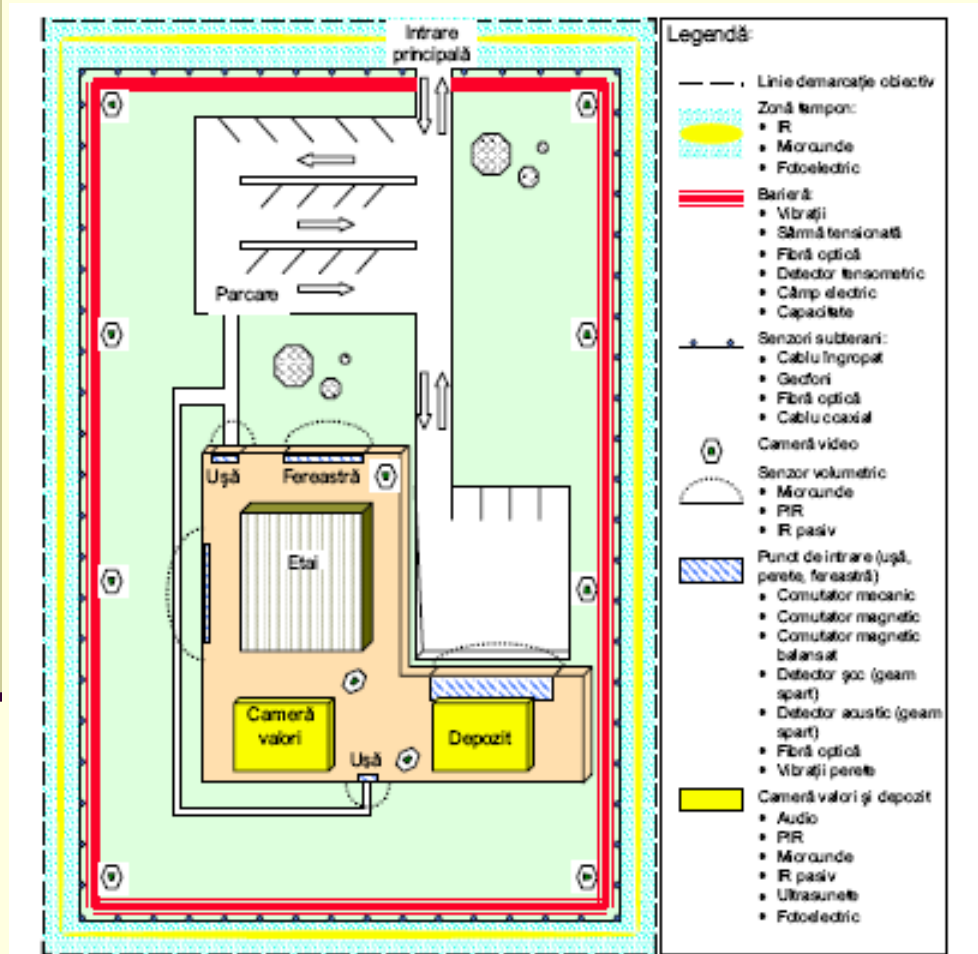 Intrare
principală
Parcare
Ușă
Fereastră
Etaj
Cameră
valori
Ușă
Depozit
Legendă:
Linie demarcație obiectiv
Zonă tampon:
• IR
• Microunde
• Fotoelectric
Barieră:
• Vibrații
• Sârmă tensionată
• Fibră optică
• Detector tensometric
• Câmp electric
• Capacitate
Senzori subterani:
• Cablu îngropat
• Geofoni
• Fibră optică
• Cablu coaxial
Cameră video
Senzor volumetric
• Microunde
• PIR
• IR pasiv
Punct de intrare (ușă,
perete, fereastră)
• Comutator mecanic
• Comutator magnetic
• Comutator magnetic
balansat
• Detector șoc (geam
spart)
• Detector acustic (geam
spart)
• Fibră optică
• Vibrații perete
Cameră valori și depozit
• Audio
• PIR
• Microunde
• IR pasiv
• Ultrasunete
• Fotoelectric